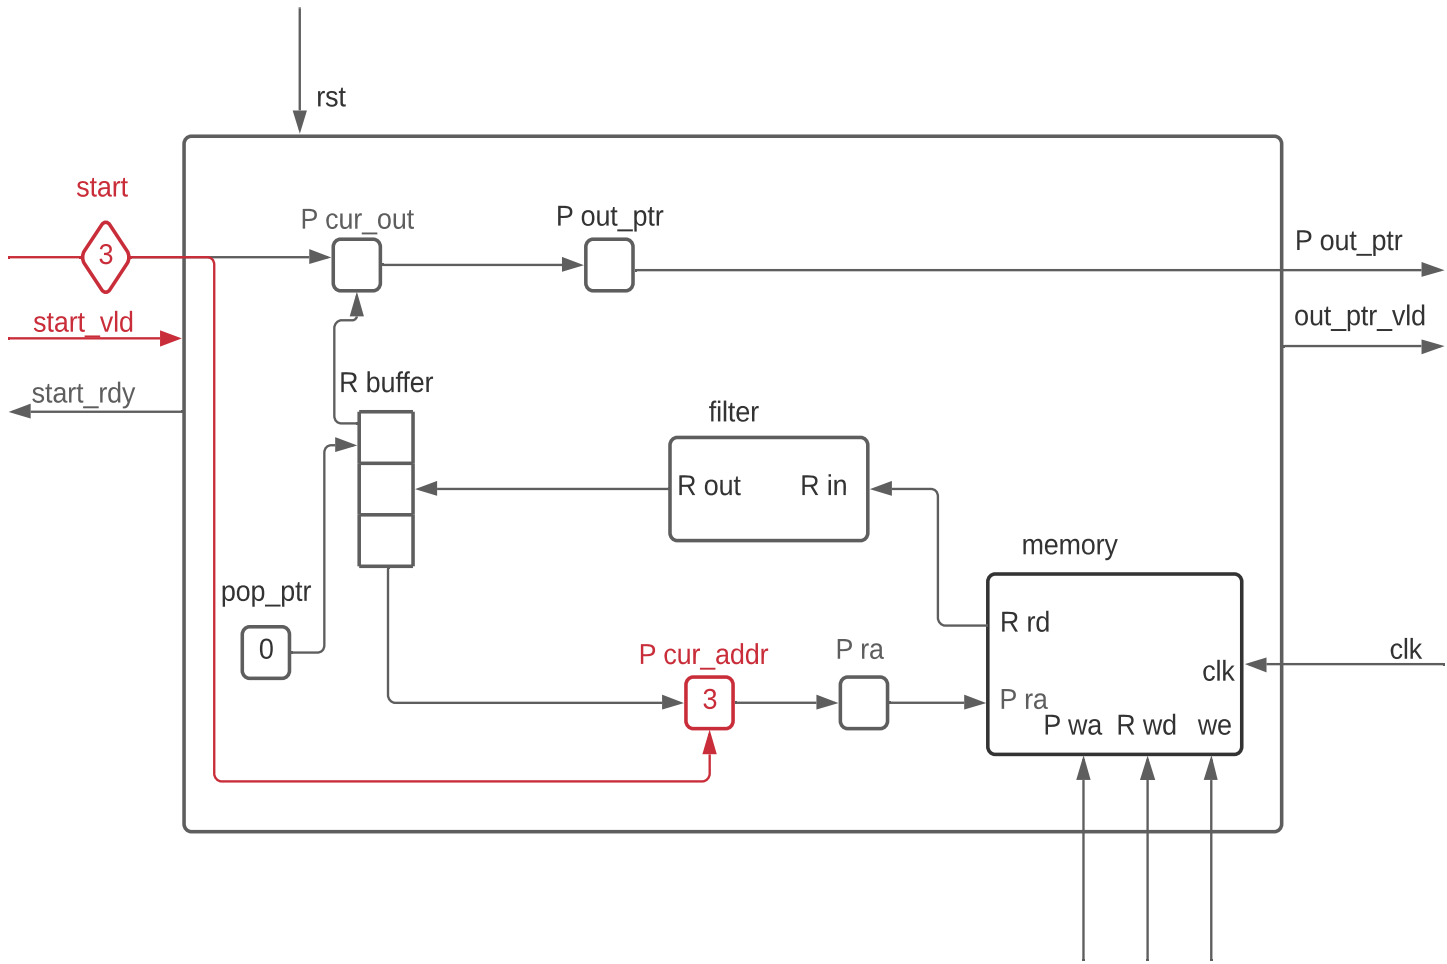 rst
start
3
P cur_out
P out_ptr
P out_ptr
start_vld
out_ptr_vld
start_rdy
R buffer
filter
R out
R in
memory
pop_ptr
0
R rd
P cur_addr
3
P ra
clk
clk
P ra
P wa
R wd
we